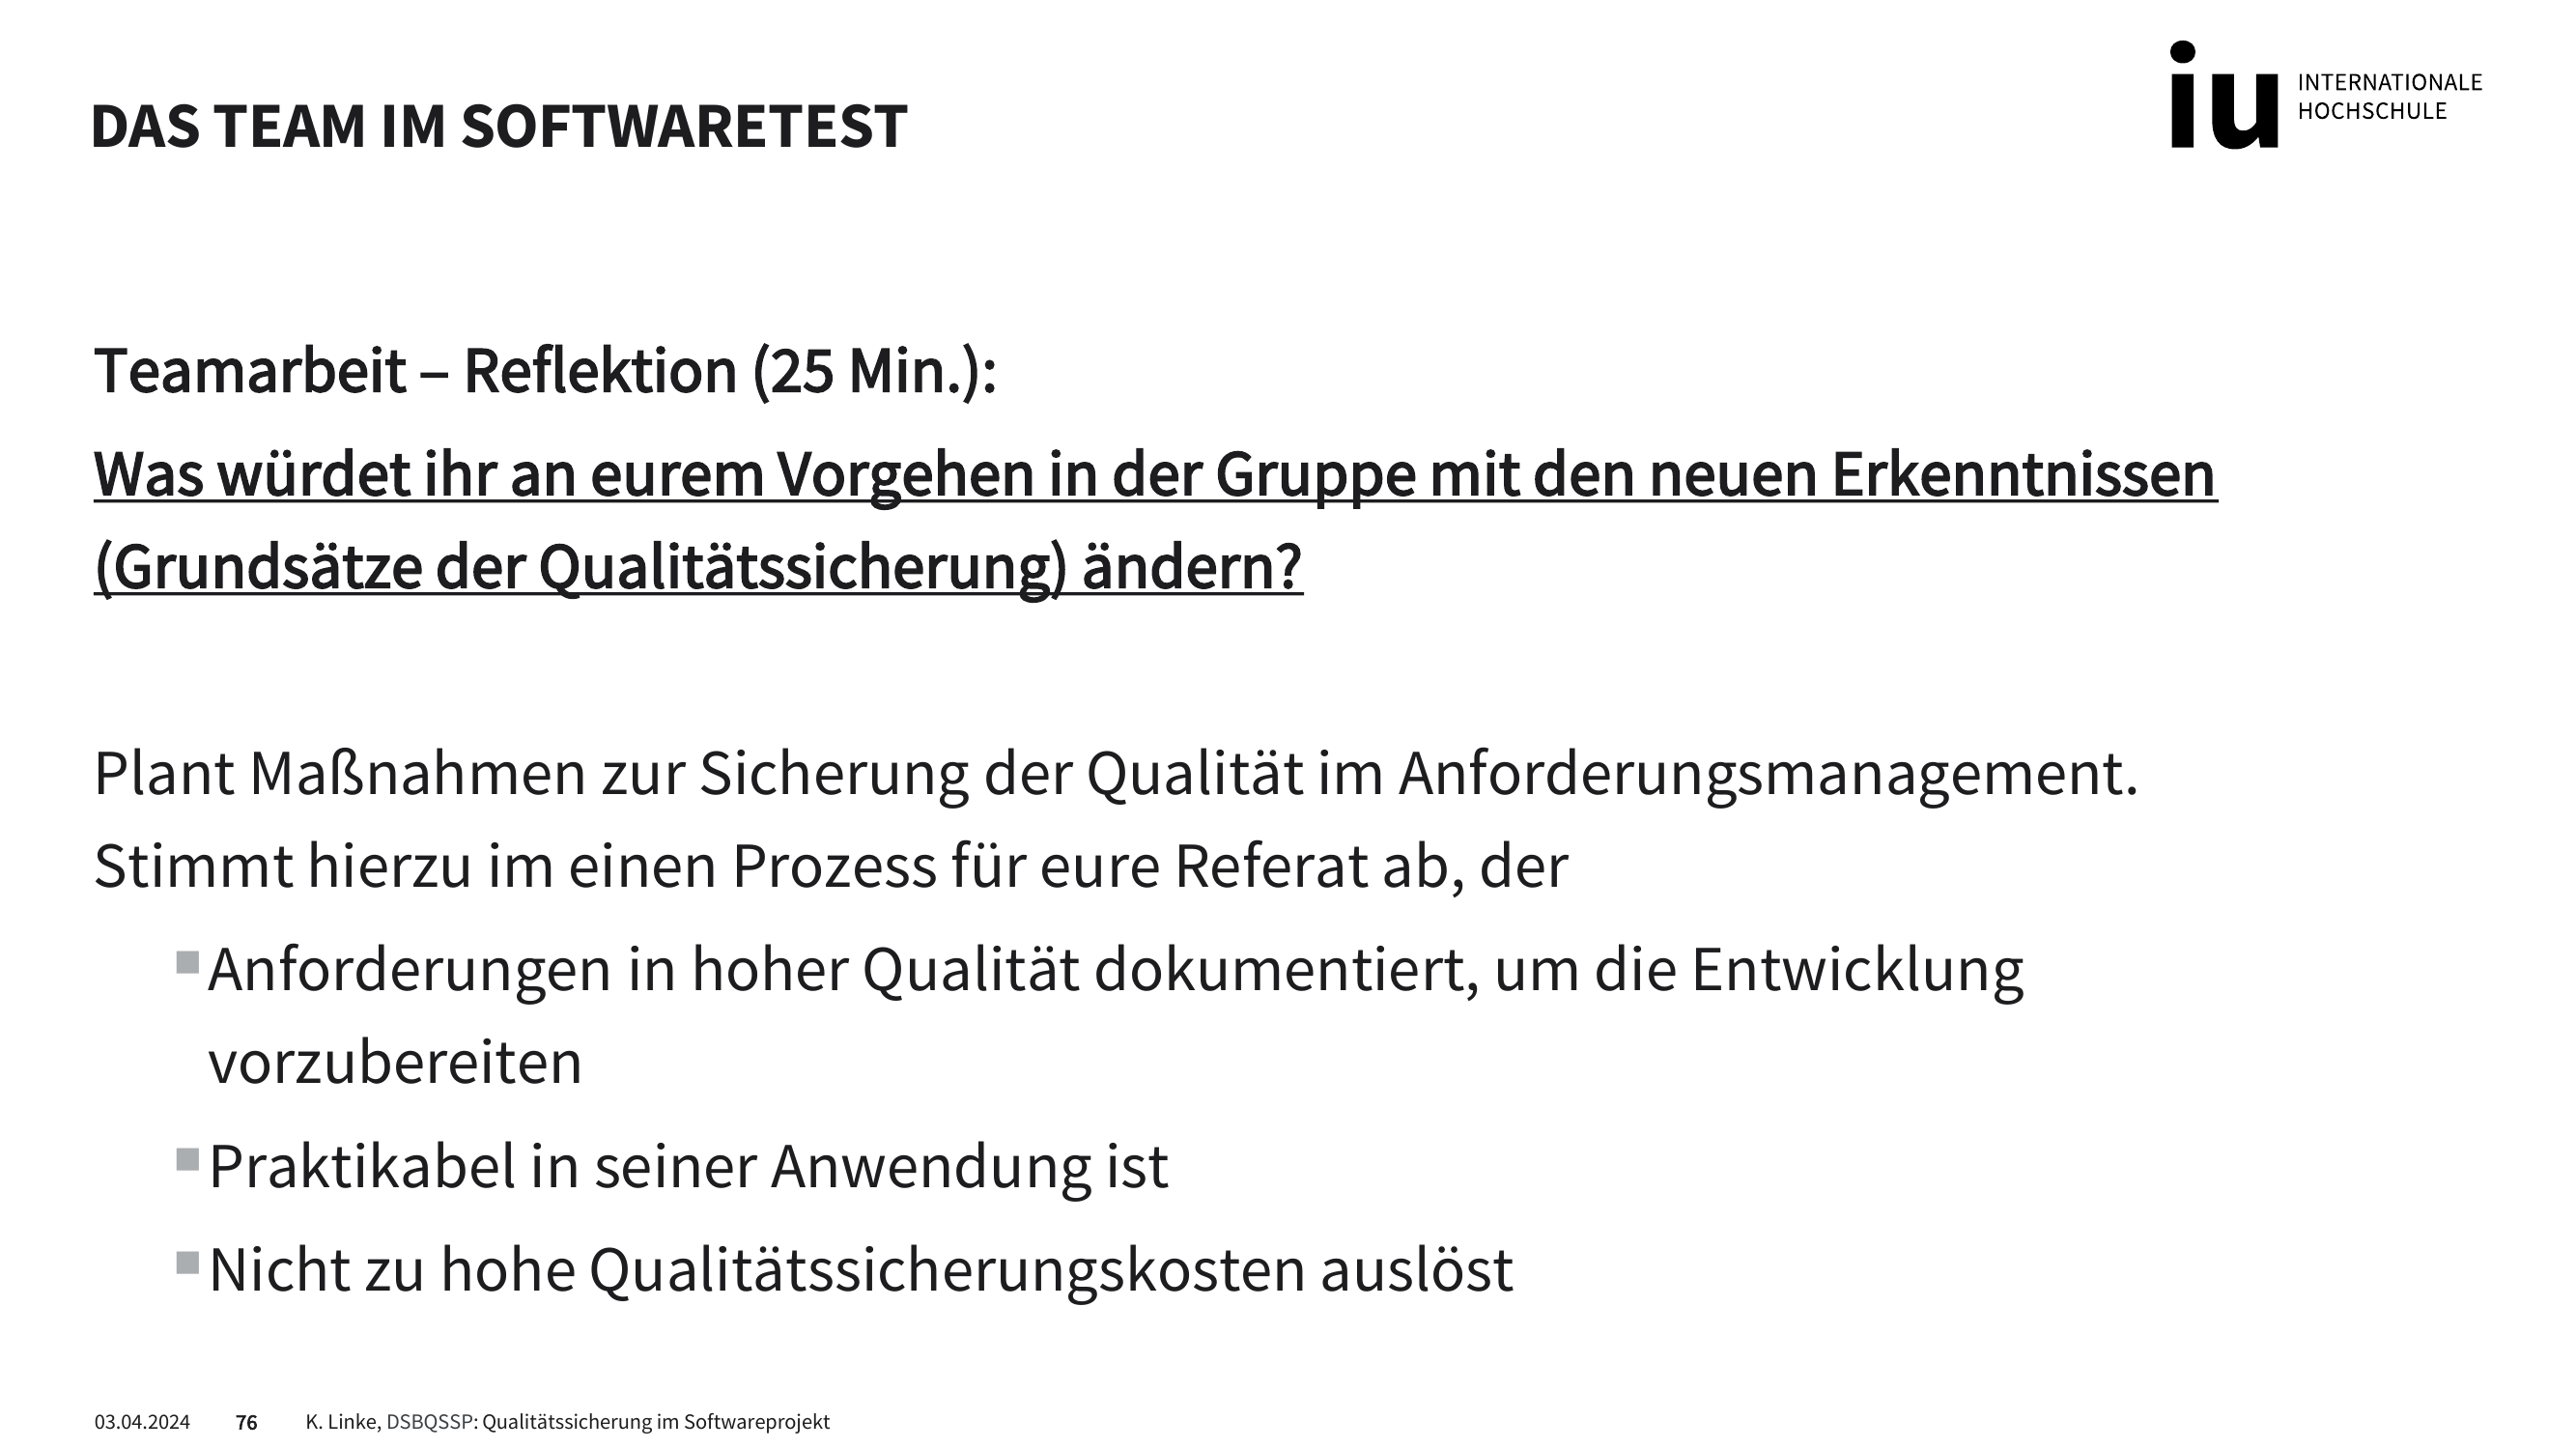 DAS TEAM IM SOFTWARETEST
iu INTERNATIONALE
HOCHSCHULE
Teamarbeit – Reflektion (25 Min.):
Was würdet ihr an eurem Vorgehen in der Gruppe mit den neuen Erkenntnissen
(Grundsätze der Qualitätssicherung) ändern?
Plant Maßnahmen zur Sicherung der Qualität im Anforderungsmanagement.
Stimmt hierzu im einen Prozess für eure Referat ab, der
Anforderungen in hoher Qualität dokumentiert, um die Entwicklung
vorzubereiten
Praktikabel in seiner Anwendung ist
Nicht zu hohe Qualitätssicherungskosten auslöst
03.04.2024 76 K. Linke, DSBQSSP: Qualitätssicherung im Softwareprojekt